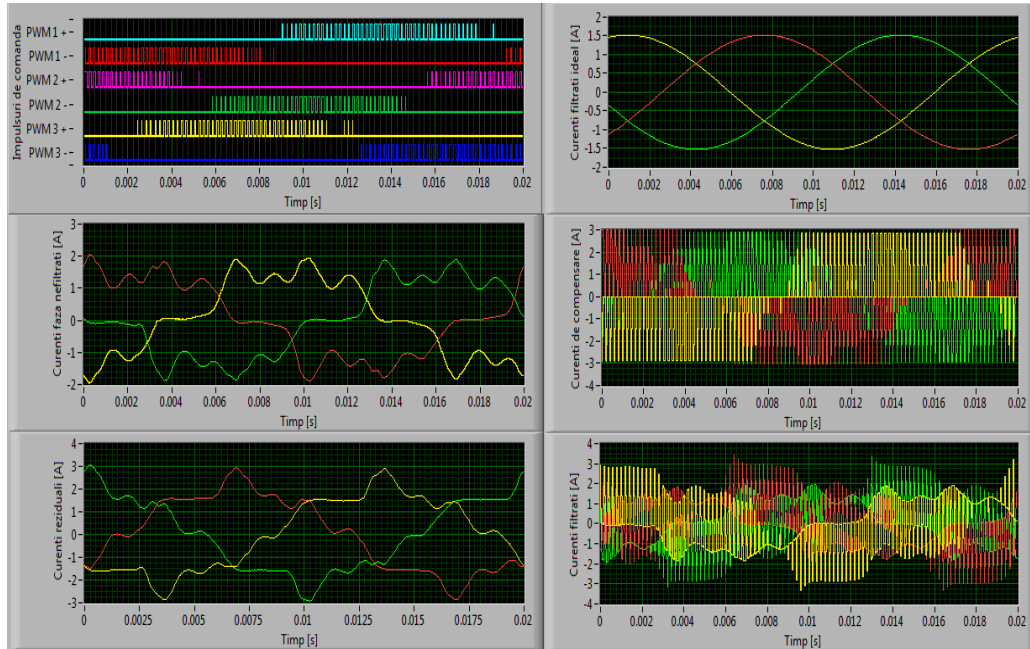 Impulsuri de comanda
PWM 1 +
PWM 1 -
PWM 2 +
PWM 2 -
PWM 3 +
PWM 3 -
0 0.002 0.004 0.006 0.008 0.01 0.012 0.014 0.016 0.018 0.02
Timp [s]
Curenti filtrati ideal [A]
2
1.5
1
0.5
0
-0.5
-1
-1.5
-2
0 0.002 0.004 0.006 0.008 0.01 0.012 0.014 0.016 0.018 0.02
Timp [s]
Curenti faza nefiltrati [A]
3
2
1
0
-1
-2
0 0.002 0.004 0.006 0.008 0.01 0.012 0.014 0.016 0.018 0.02
Timp [s]
Curenti de compensare [A]
3
2
1
0
-1
-2
-3
-4
0 0.002 0.004 0.006 0.008 0.01 0.012 0.014 0.016 0.018 0.02
Timp [s]
Curenti reziduali [A]
4
3
2
1
0
-1
-2
-3
0 0.0025 0.005 0.0075 0.01 0.0125 0.015 0.0175 0.02
Timp [s]
Curenti filtrati [A]
4
3
2
1
0
-1
-2
-3
-4
0 0.002 0.004 0.006 0.008 0.01 0.012 0.014 0.016 0.018 0.02
Timp [s]